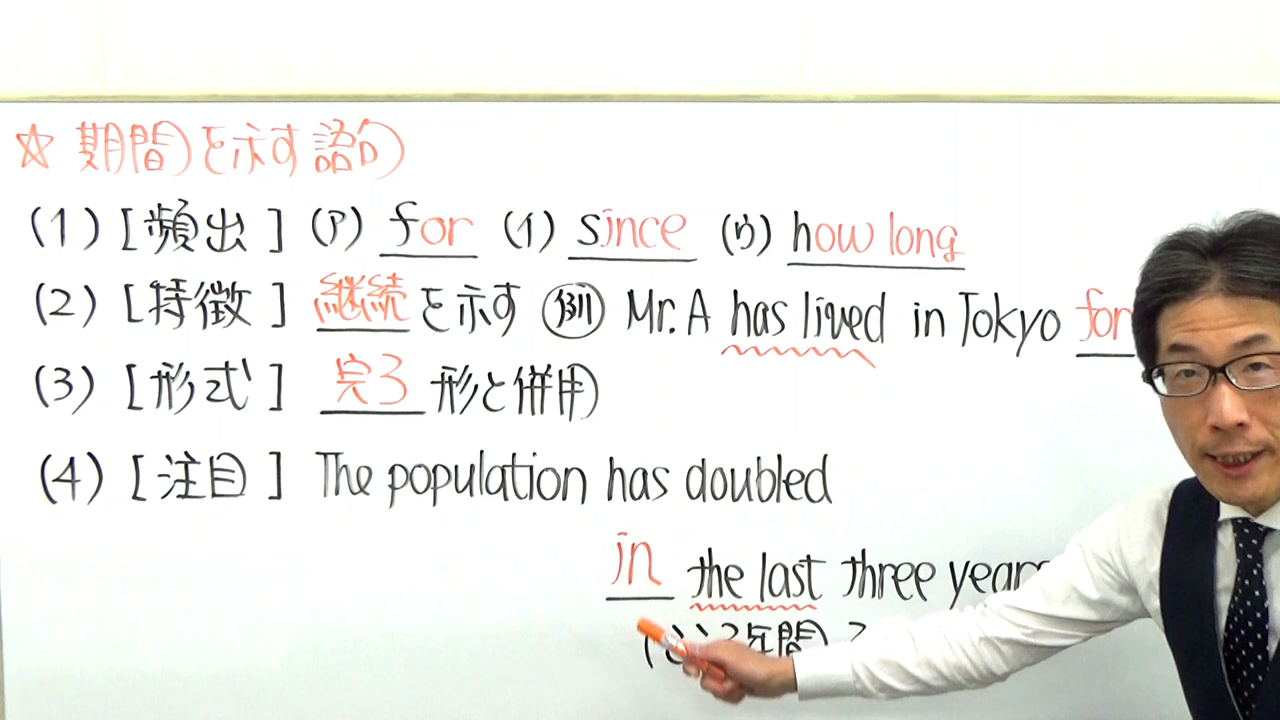 ☆ 期間を示す語句
(1) [頻出] (ア) for (イ) since (ウ) how long
(2) [特徴] 継続を示す 例 Mr. A has lived in Tokyo for
(3) [形式] 完了形と併用
(4) [注目] The population has doubled
in the last three years
年間